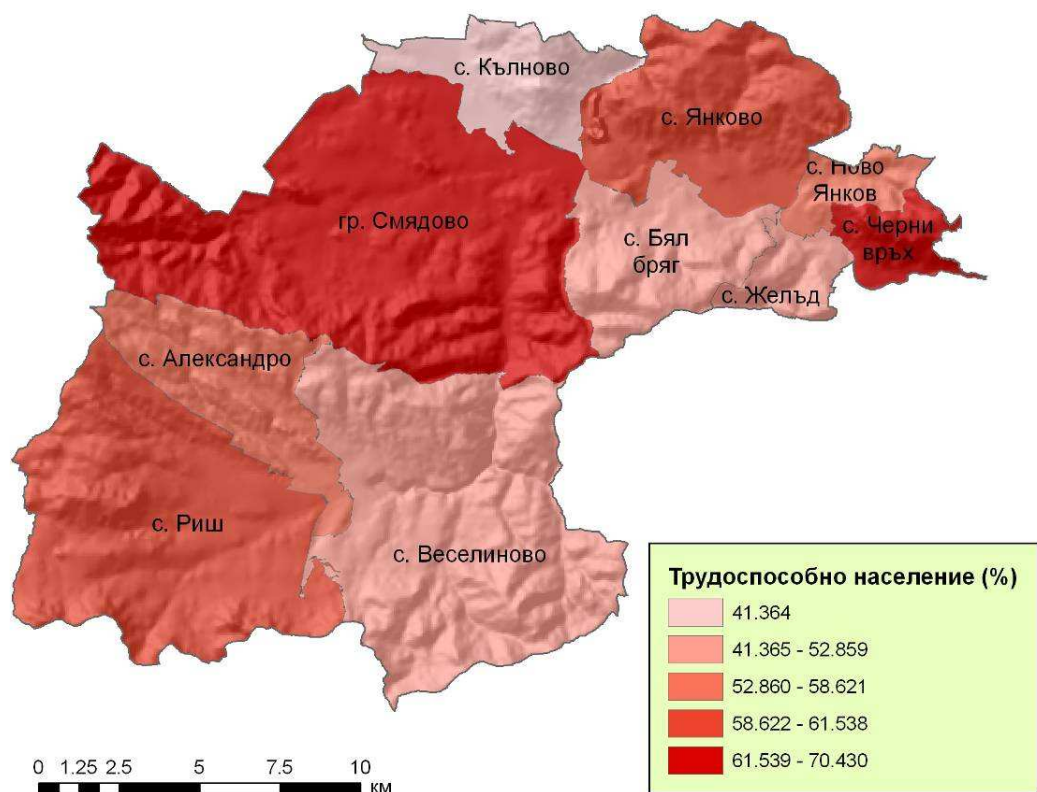 с. Кълново
с. Янково
с. Ново
Янков
с. Черни
връх
гр. Смядово
с. Бял
бряг
с. Желъд
с. Александро
с. Риш
с. Веселиново
Трудоспособно население (%)
41.364
41.365 - 52.859
52.860 - 58.621
58.622 - 61.538
61.539 - 70.430
0 1.25 2.5 5 7.5 10
км